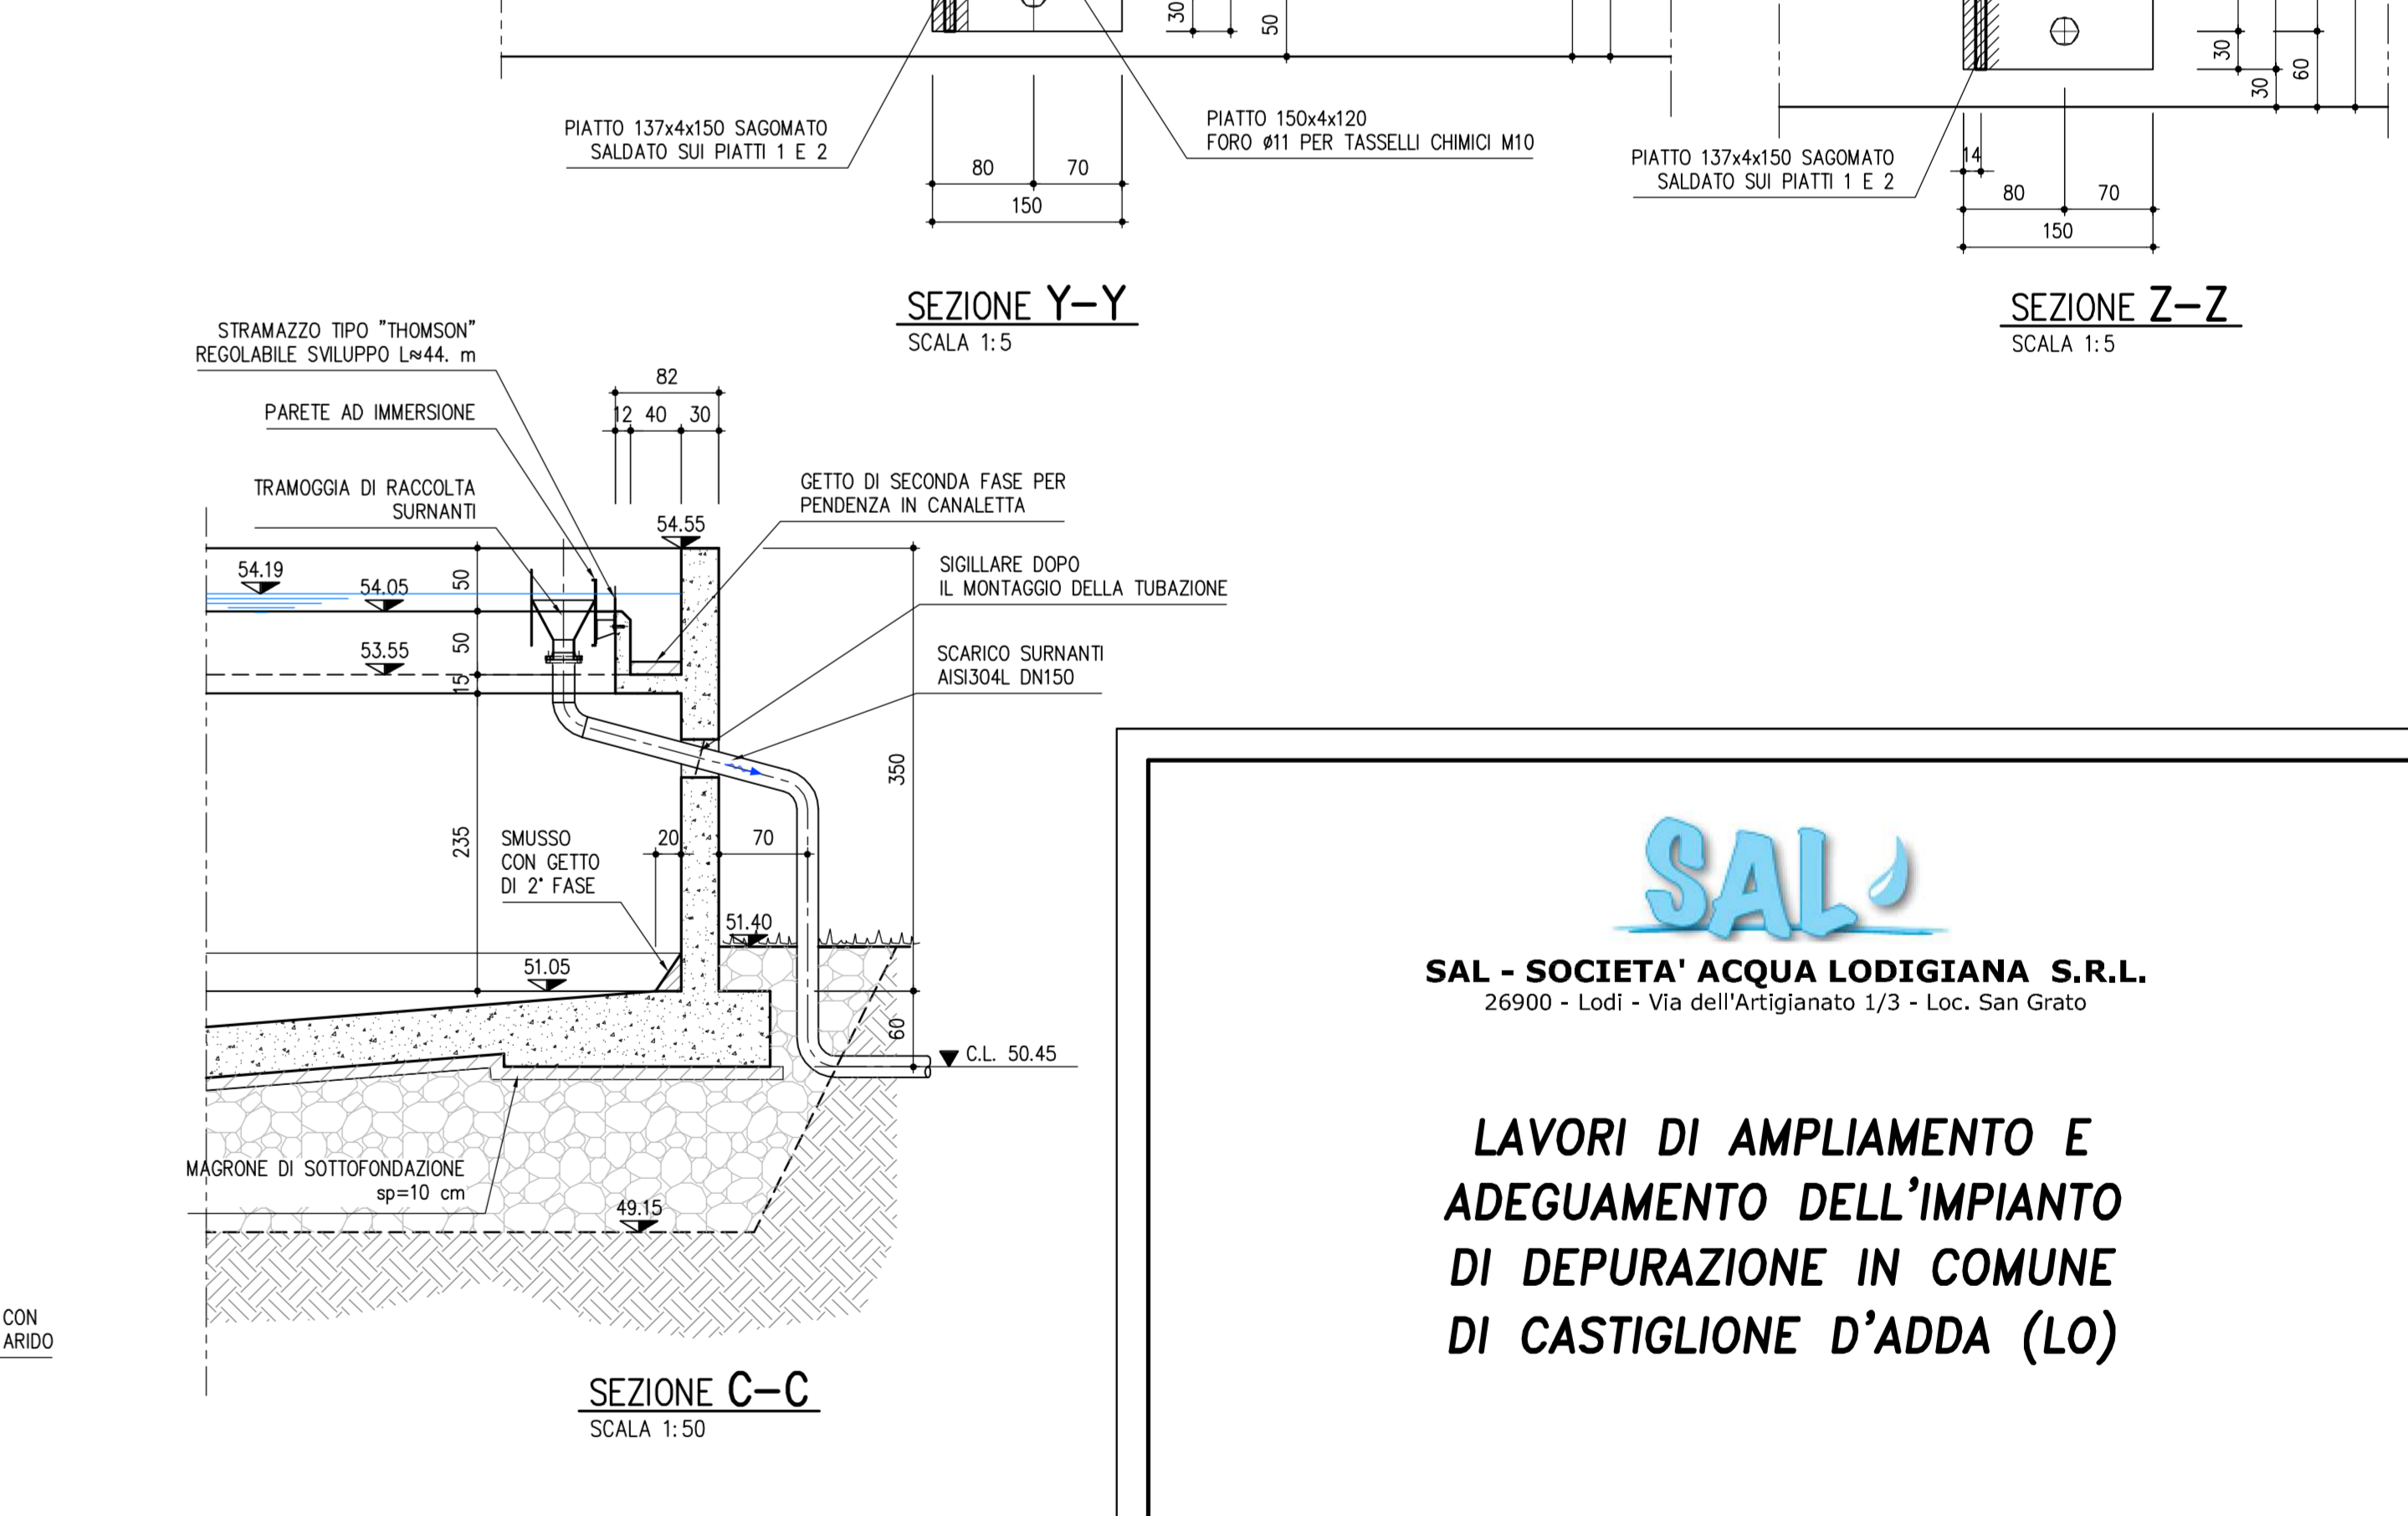 30
50
PIATTO 137x4x150 SAGOMATO
SALDATO SUI PIATTI 1 E 2
PIATTO 150x4x120
FORO ø11 PER TASSELLI CHIMICI M10
80 70
150
SEZIONE Y-Y
SCALA 1:5
30
30
60
PIATTO 137x4x150 SAGOMATO
SALDATO SUI PIATTI 1 E 2
14
80 70
150
SEZIONE Z-Z
SCALA 1:5
STRAMAZZO TIPO "THOMSON"
REGOLABILE SVILUPPO L≈44. m
PARETE AD IMMERSIONE
TRAMOGGIA DI RACCOLTA
SURNANTI
82
12 40 30
GETTO DI SECONDA FASE PER
PENDENZA IN CANALETTA
54.55
SIGILLARE DOPO
IL MONTAGGIO DELLA TUBAZIONE
54.19
54.05
50
53.55
50
15
SCARICO SURNANTI
AISI304L DN150
350
235
SMUSSO
CON GETTO
DI 2° FASE
20
70
51.40
51.05
60
C.L. 50.45
MAGRONE DI SOTTOFONDAZIONE
sp=10 cm
49.15
CON
ARIDO
SEZIONE C-C
SCALA 1:50
SAL
SAL - SOCIETA' ACQUA LODIGIANA S.R.L.
26900 - Lodi - Via dell'Artigianato 1/3 - Loc. San Grato
LAVORI DI AMPLIAMENTO E
ADEGUAMENTO DELL'IMPIANTO
DI DEPURAZIONE IN COMUNE
DI CASTIGLIONE D'ADDA (LO)